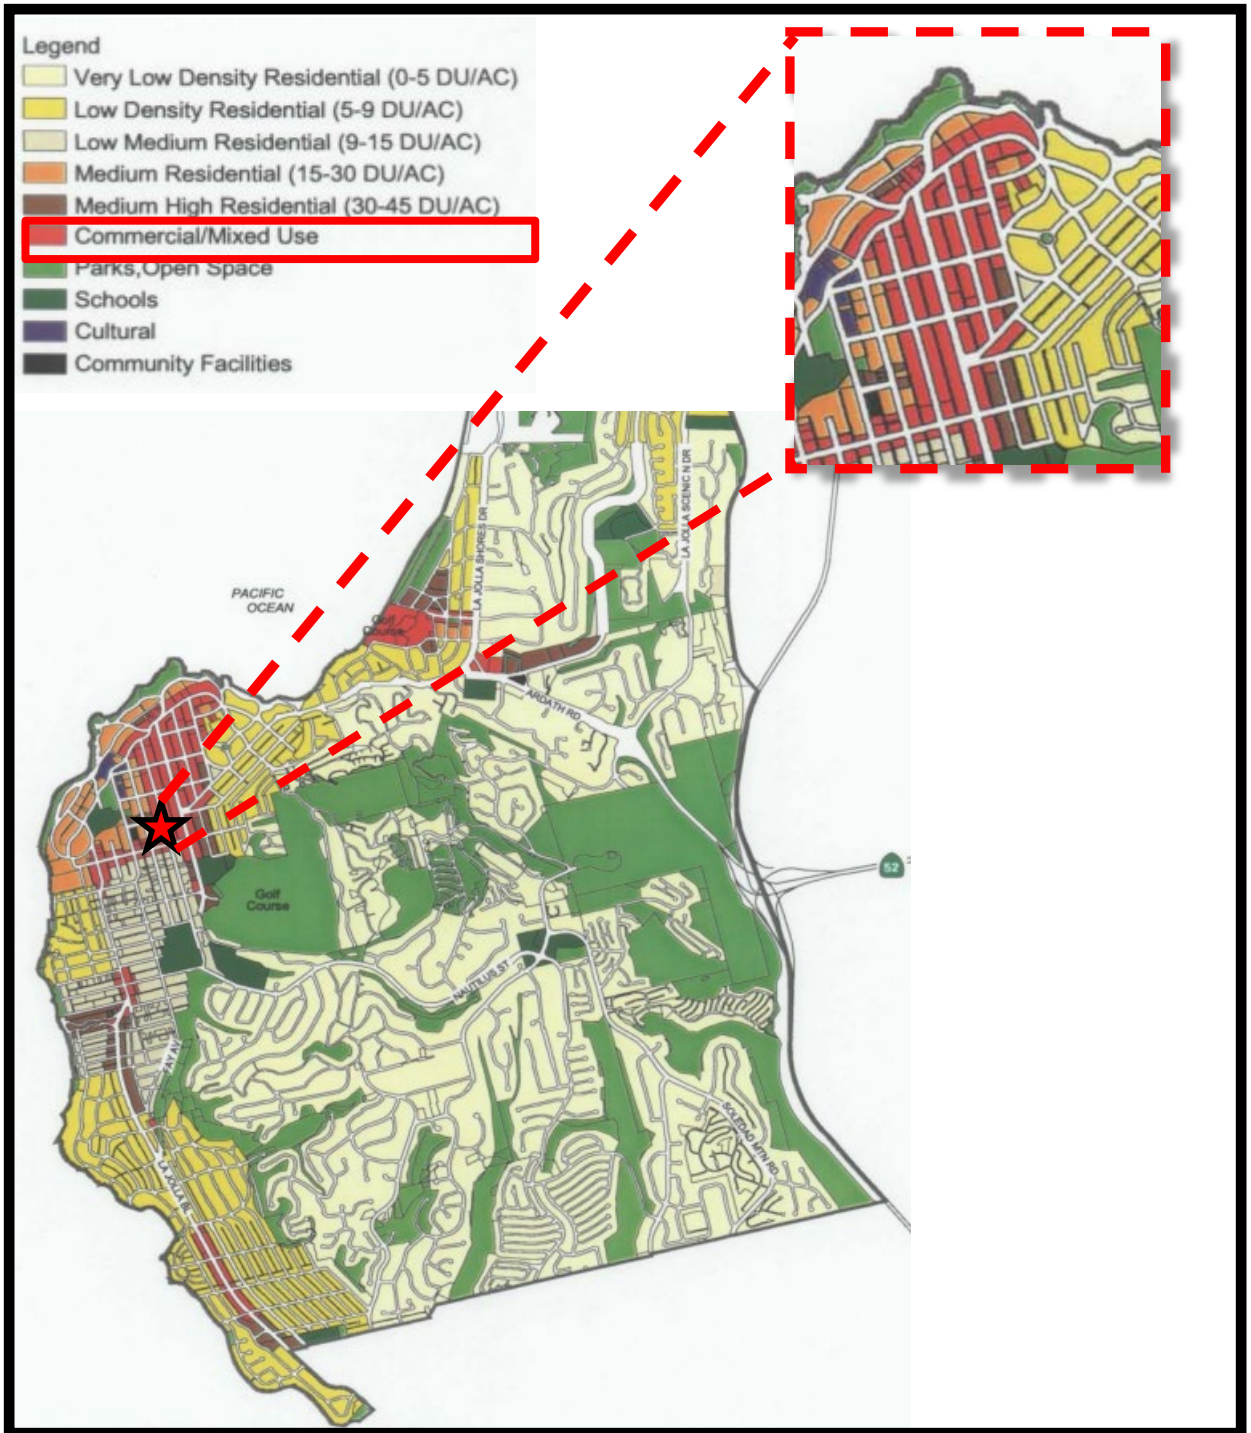 Legend
Very Low Density Residential (0-5 DU/AC)
Low Density Residential (5-9 DU/AC)
Low Medium Residential (9-15 DU/AC)
Medium Residential (15-30 DU/AC)
Medium High Residential (30-45 DU/AC)
Commercial/Mixed Use
Parks,Open Space
Schools
Cultural
Community Facilities
LA JOLLA SHORES DR
LA JOLLA SCENIC N DR
PACIFIC
OCEAN
Golf
Course
ARDATH RD
52
Golf
Course
NAUTILUS ST
FAY AV
SOLEDAD MTN RD
LA JOLLA BL